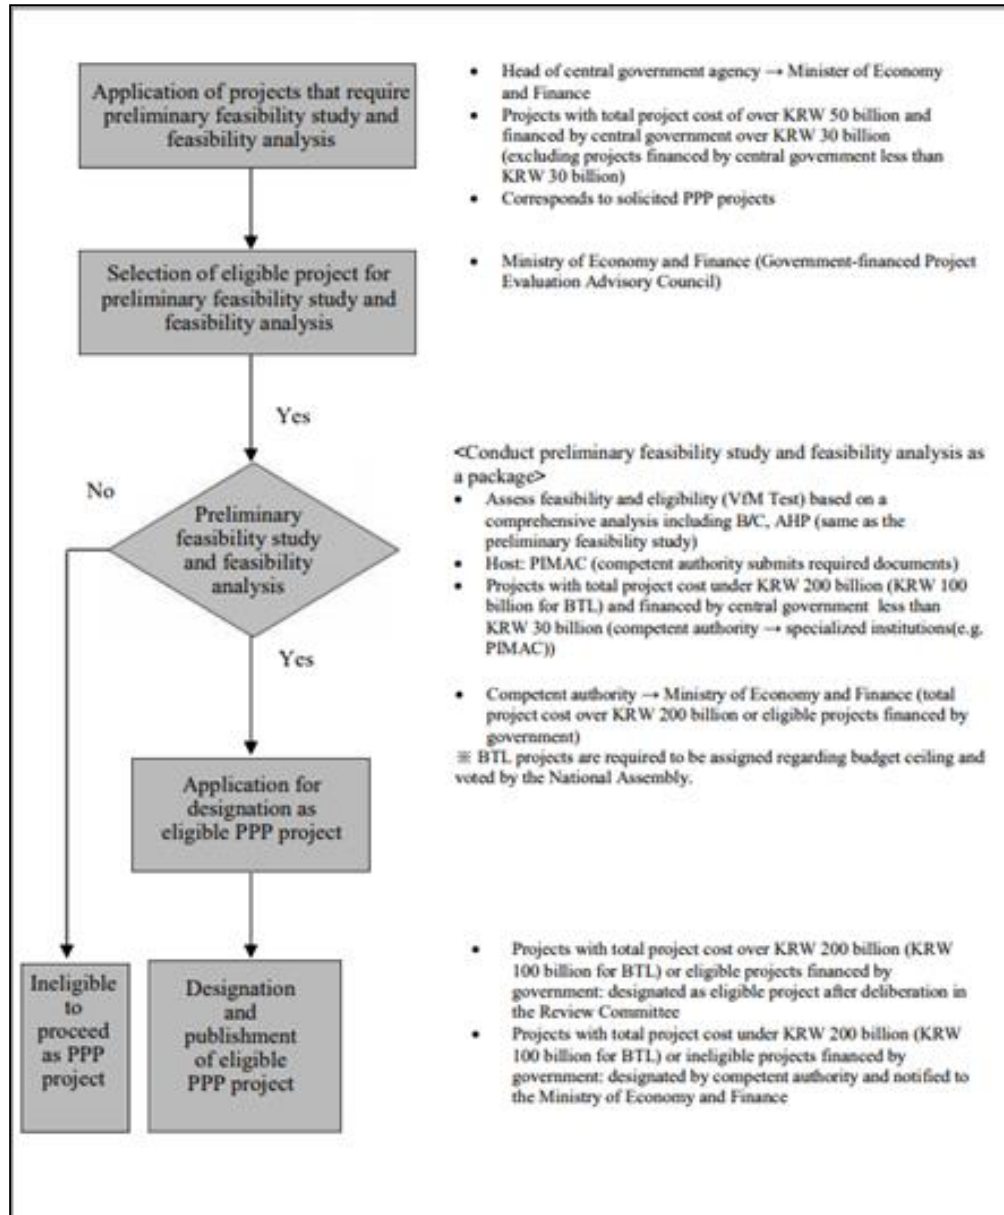 Application of projects that require
preliminary feasibility study and
feasibility analysis
• Head of central government agency → Minister of Economy
and Finance
• Projects with total project cost of over KRW 50 billion and
financed by central government over KRW 30 billion
(excluding projects financed by central government less than
KRW 30 billion)
• Corresponds to solicited PPP projects
Selection of eligible project for
preliminary feasibility study and
feasibility analysis
• Ministry of Economy and Finance (Government-financed Project
Evaluation Advisory Council)
Yes
No
Preliminary
feasibility study
and feasibility
analysis
<Conduct preliminary feasibility study and feasibility analysis as
a package>
• Assess feasibility and eligibility (VfM Test) based on a
comprehensive analysis including B/C, AHP (same as the
preliminary feasibility study)
• Host: PIMAC (competent authority submits required documents)
• Projects with total project cost under KRW 200 billion (KRW 100
billion for BTL) and financed by central government less than
KRW 30 billion (competent authority → specialized institutions(e.g.
PIMAC))
Yes
• Competent authority → Ministry of Economy and Finance (total
project cost over KRW 200 billion or eligible projects financed by
government)
※ BTL projects are required to be assigned regarding budget ceiling and
voted by the National Assembly.
Application for
designation as
eligible PPP project
Ineligible
to
proceed
as PPP
project
Designation
and
publishment
of eligible
PPP project
• Projects with total project cost over KRW 200 billion (KRW
100 billion for BTL) or eligible projects financed by
government: designated as eligible project after deliberation in
the Review Committee
• Projects with total project cost under KRW 200 billion (KRW
100 billion for BTL) or ineligible projects financed by
government: designated by competent authority and notified to
the Ministry of Economy and Finance